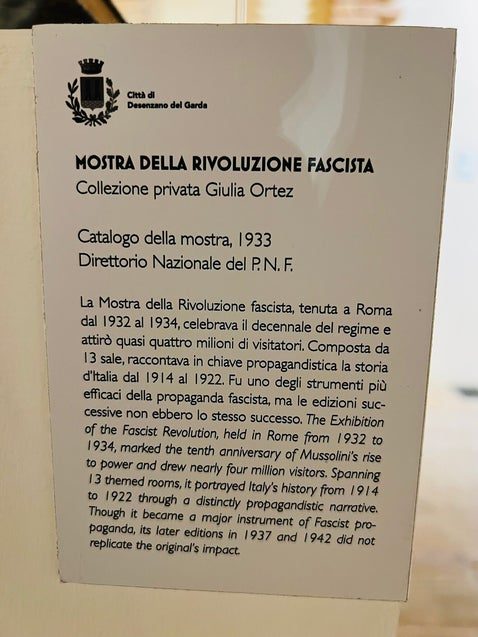 Città di
Desenzano del Garda
MOSTRA DELLA RIVOLUZIONE FASCISTA
Collezione privata Giulia Ortez
Catalogo della mostra, 1933
Direttorio Nazionale del P. N. F.
La Mostra della Rivoluzione fascista, tenuta a Roma
dal 1932 al 1934, celebrava il decennale del regime e
attirò quasi quattro milioni di visitatori. Composta da
13 sale, raccontava in chiave propagandistica la storia
d'Italia dal 1914 al 1922. Fu uno degli strumenti più
efficaci della propaganda fascista, ma le edizioni suc-
cessive non ebbero lo stesso successo. The Exhibition
of the Fascist Revolution, held in Rome from 1932 to
1934, marked the tenth anniversary of Mussolini's rise
to power and drew nearly four million visitors. Spanning
13 themed rooms, it portrayed Italy's history from 1914
to 1922 through a distinctly propagandistic narrative.
Though it became a major instrument of Fascist pro-
paganda, its later editions in 1937 and 1942 did not
replicate the original's impact.